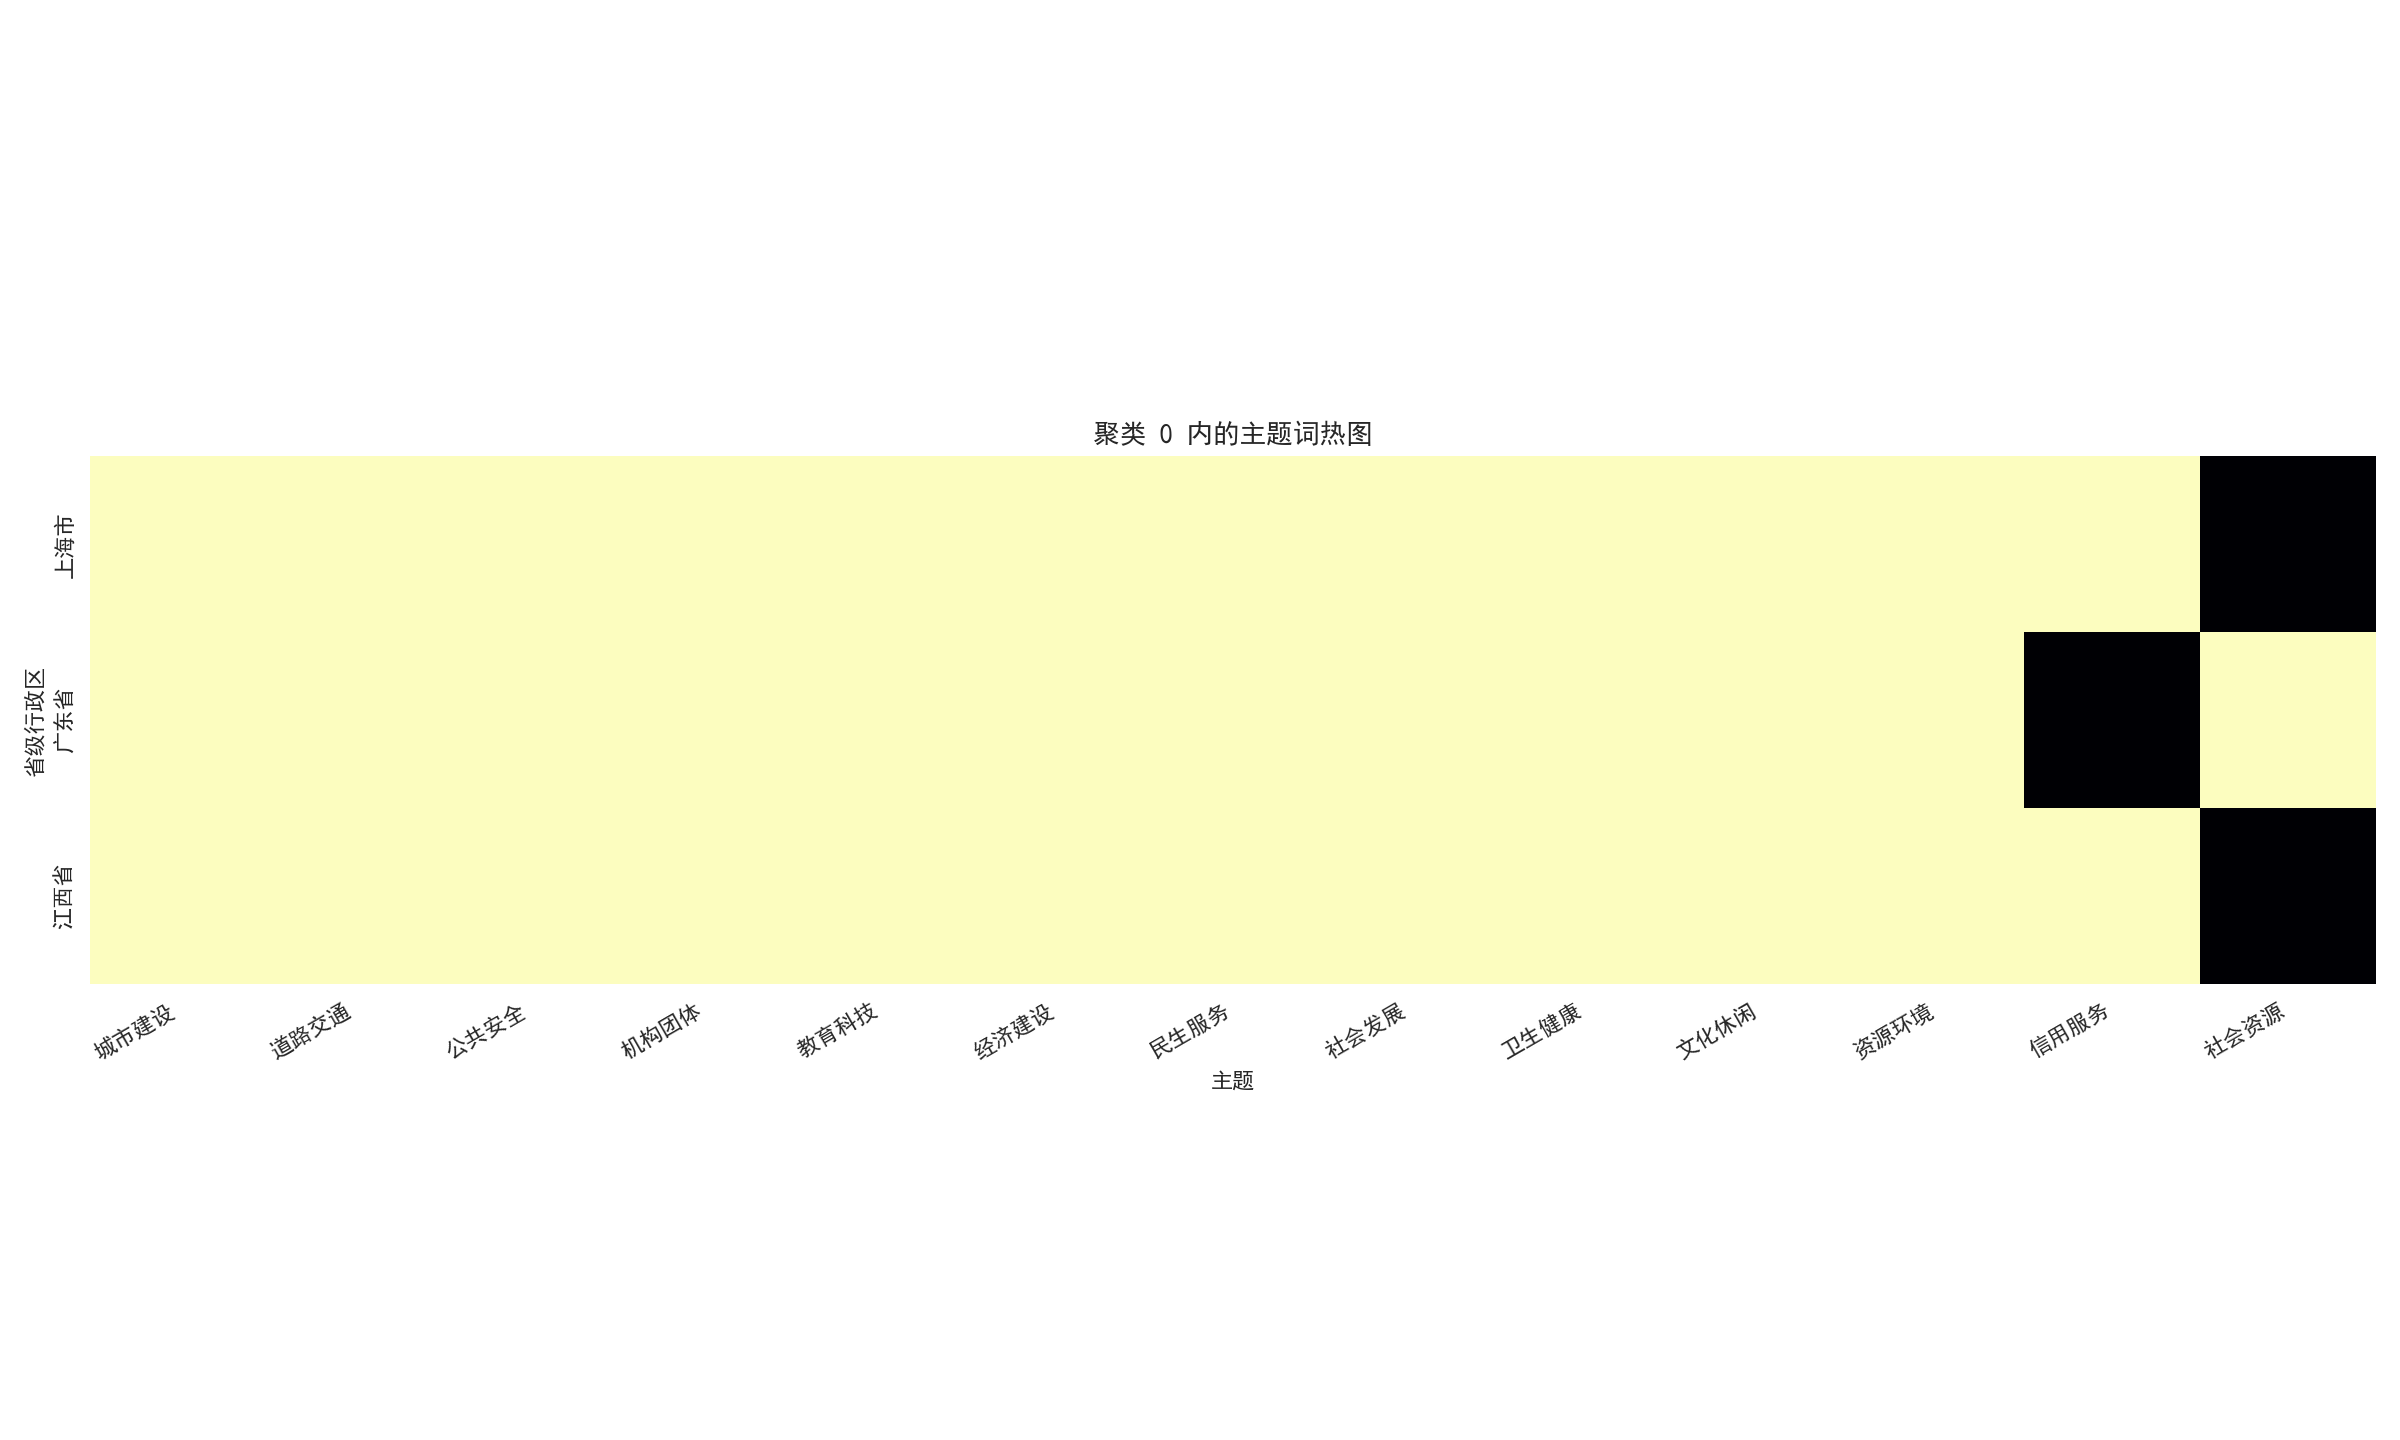 聚类 0 内的主题词热图
省级行政区
上海市
广东省
江西省
城市建设
道路交通
公共安全
机构团体
教育科技
经济建设
民生服务
社会发展
卫生健康
文化休闲
资源环境
信用服务
社会资源
主题